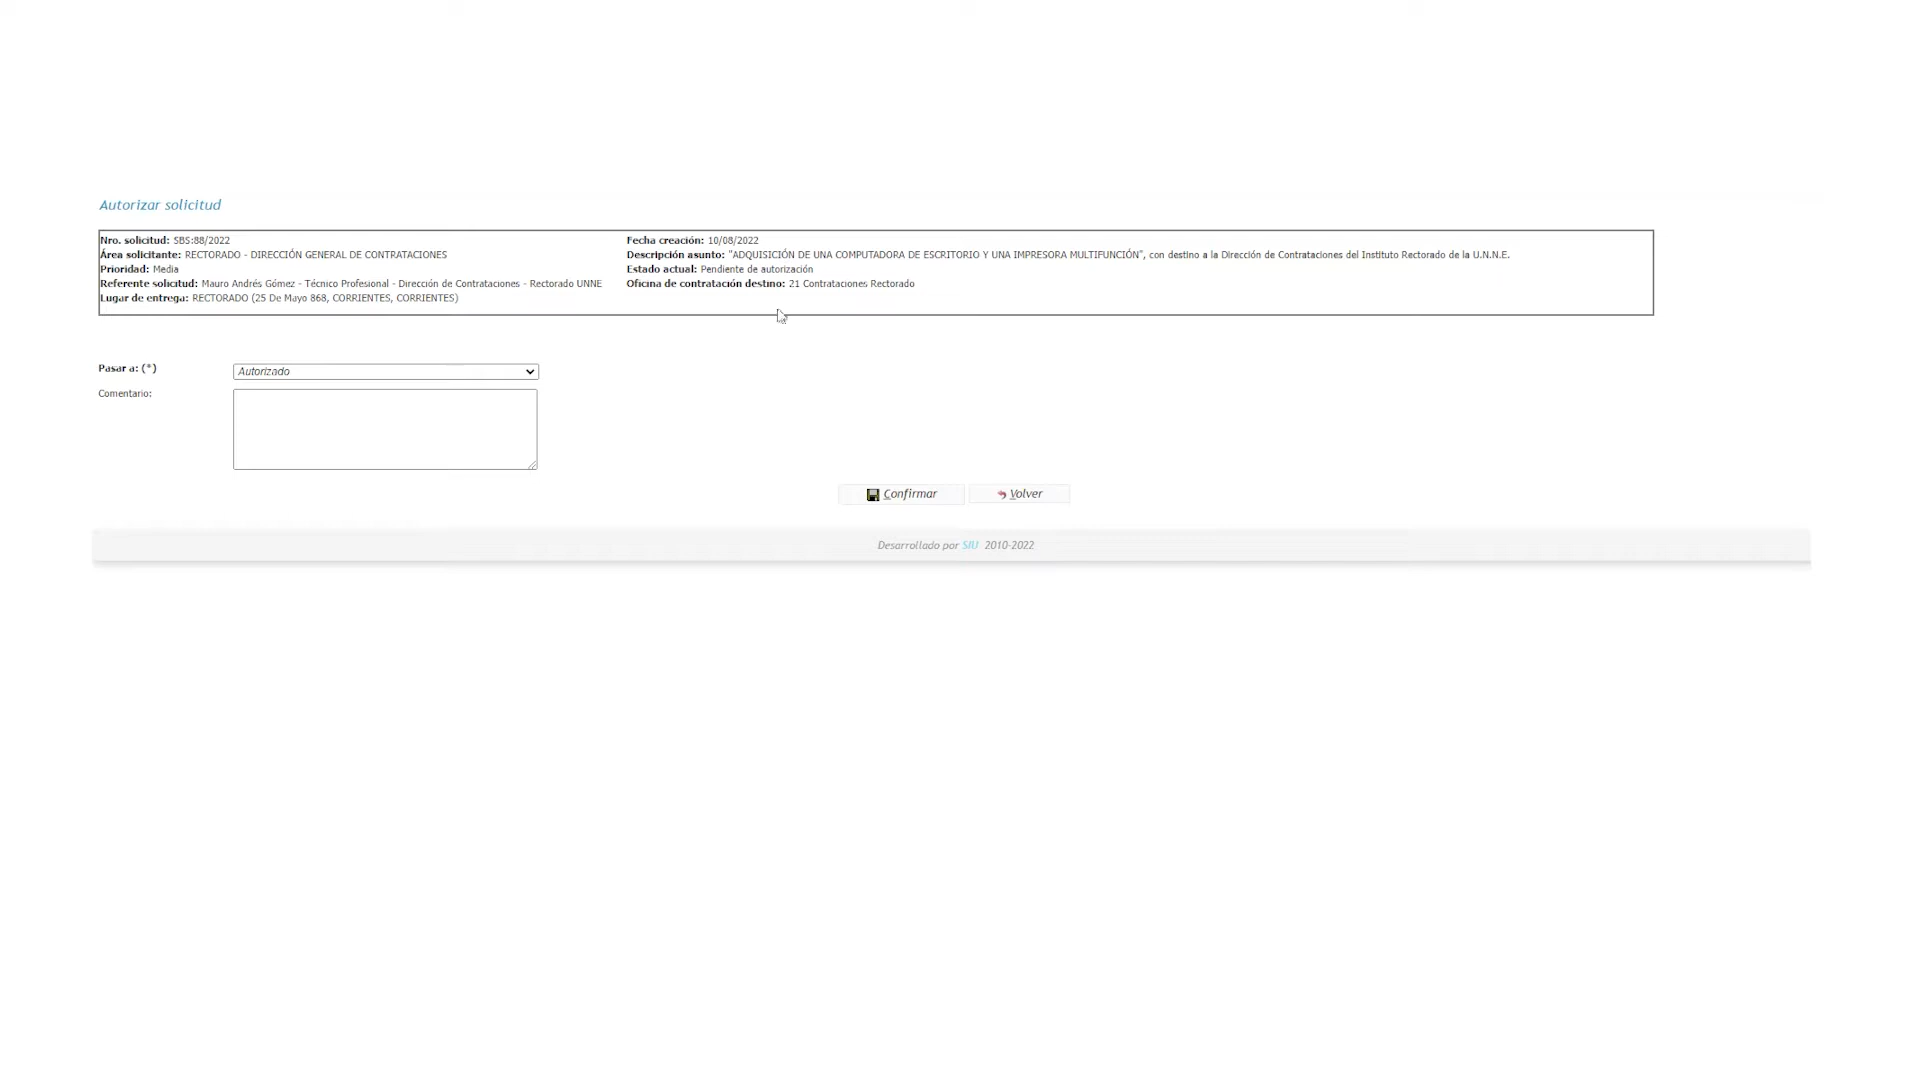 Autorizar solicitud
Nro. solicitud: SBS:88/2022
Fecha creación: 10/08/2022
Área solicitante: RECTORADO - DIRECCIÓN GENERAL DE CONTRATACIONES
Descripción asunto: "ADQUISICIÓN DE UNA COMPUTADORA DE ESCRITORIO Y UNA IMPRESORA MULTIFUNCIÓN", con destino a la Dirección de Contrataciones del Instituto Rectorado de la U.N.N.E.
Prioridad: Media
Estado actual: Pendiente de autorización
Referente solicitud: Mauro Andrés Gómez - Técnico Profesional - Dirección de Contrataciones - Rectorado UNNE
Oficina de contratación destino: 21 Contrataciones Rectorado
Lugar de entrega: RECTORADO (25 De Mayo 868, CORRIENTES, CORRIENTES)
Pasar a: (*)
Autorizado
Comentario:
Confirmar
Volver
Desarrollado por SIU 2010-2022